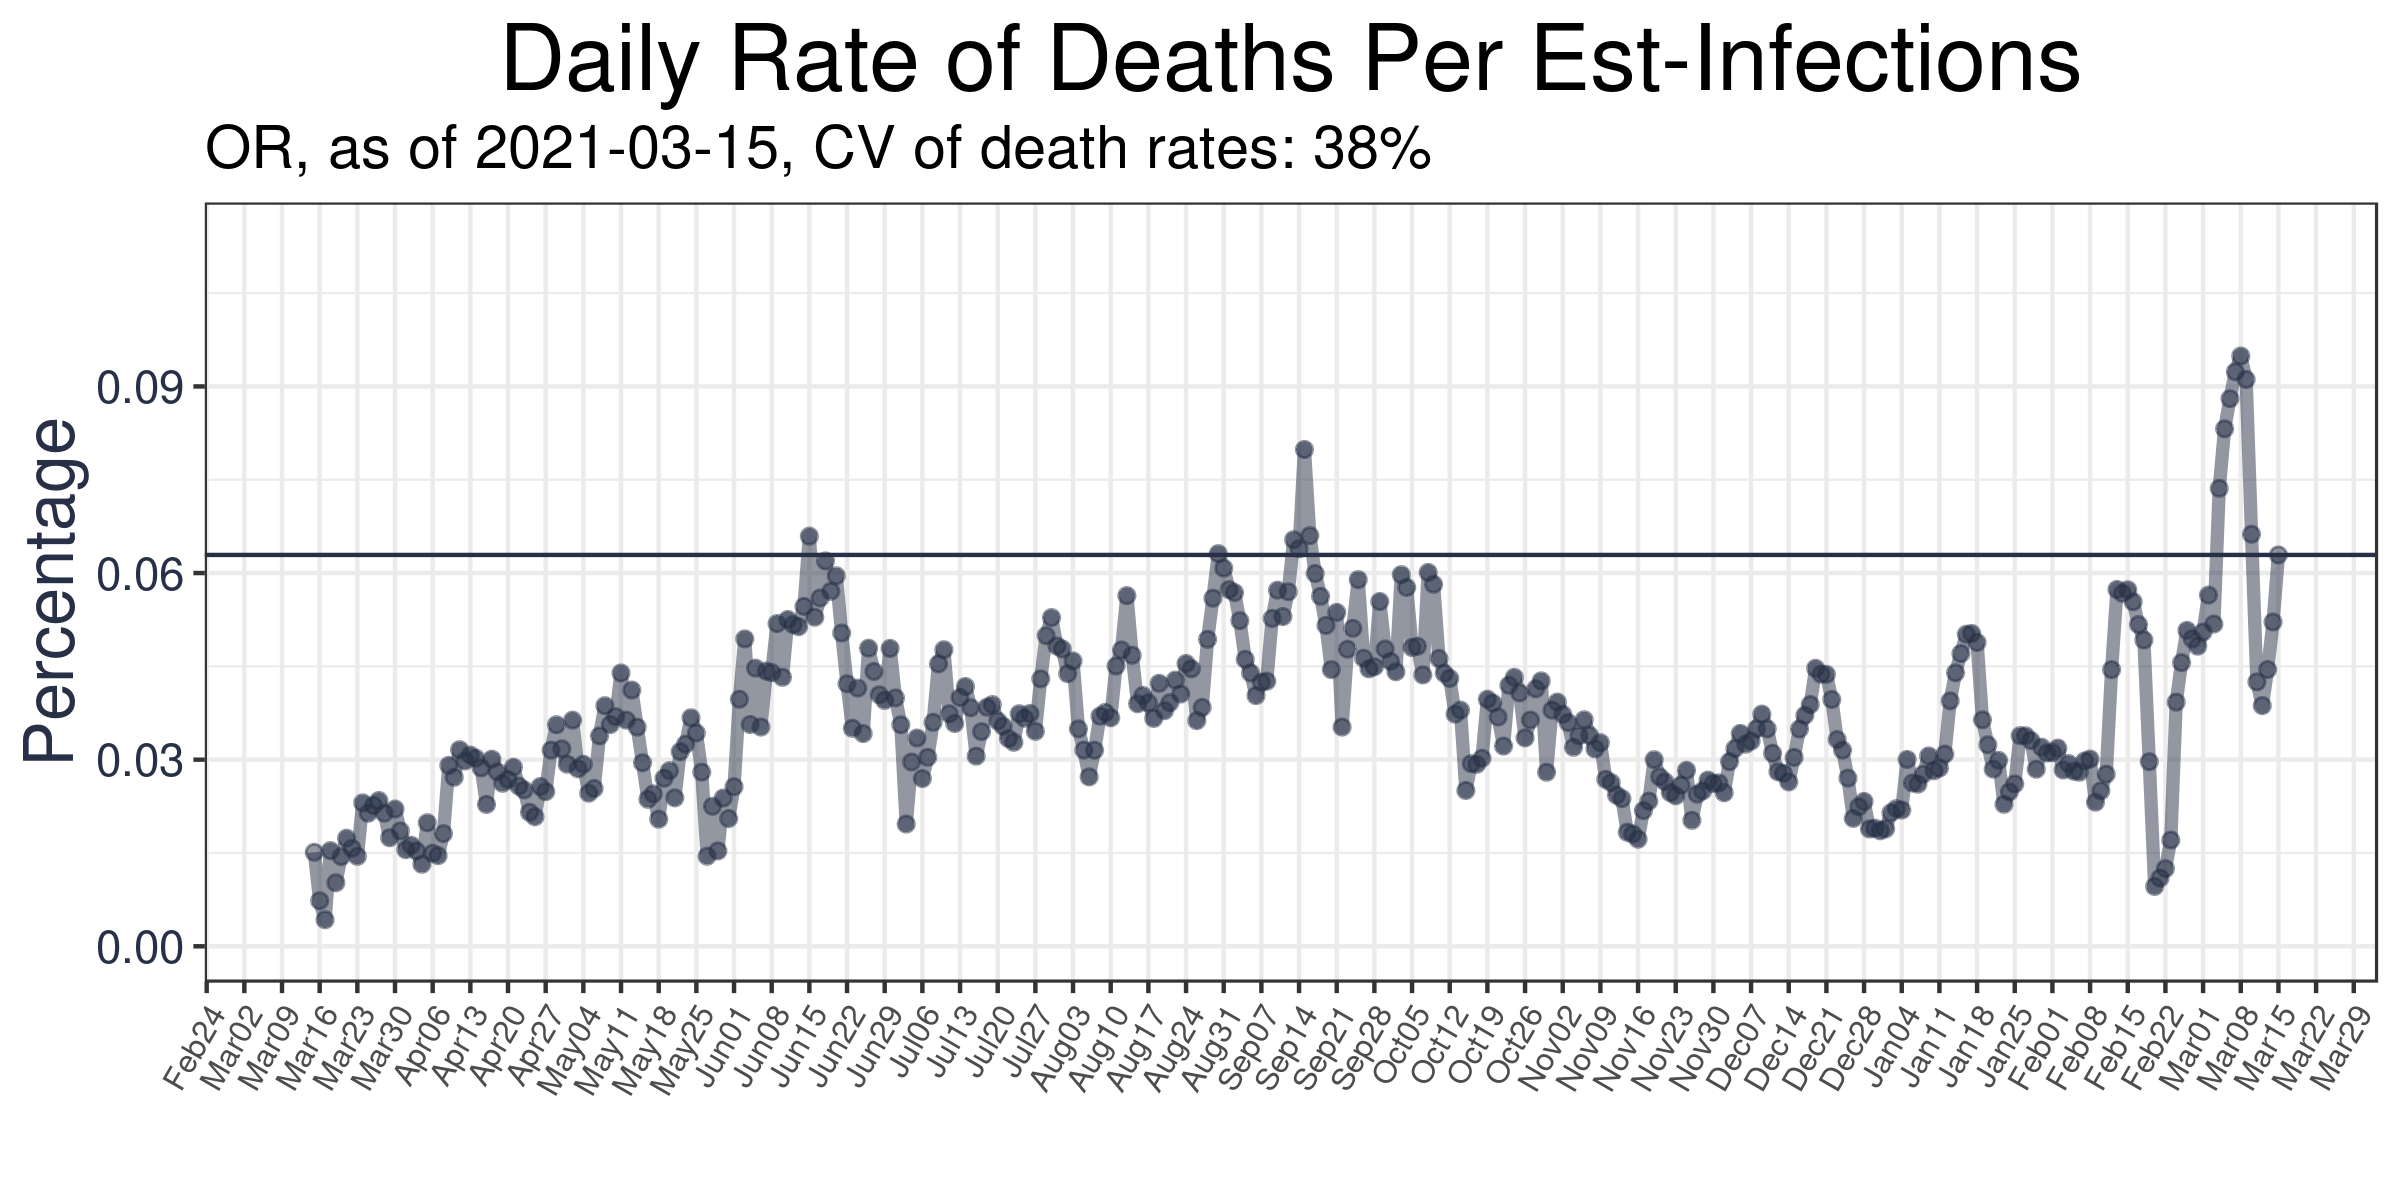 Daily Rate of Deaths Per Est-Infections
OR, as of 2021-03-15, CV of death rates: 38%
Percentage
0.09
0.06
0.03
0.00
Feb24
Mar02
Mar09
Mar16
Mar23
Mar30
Apr06
Apr13
Apr20
Apr27
May04
May11
May18
May25
Jun01
Jun08
Jun15
Jun22
Jun29
Jul06
Jul13
Jul20
Jul27
Aug03
Aug10
Aug17
Aug24
Aug31
Sep07
Sep14
Sep21
Sep28
Oct05
Oct12
Oct19
Oct26
Nov02
Nov09
Nov16
Nov23
Nov30
Dec07
Dec14
Dec21
Dec28
Jan04
Jan11
Jan18
Jan25
Feb01
Feb08
Feb15
Feb22
Mar01
Mar08
Mar15
Mar22
Mar29